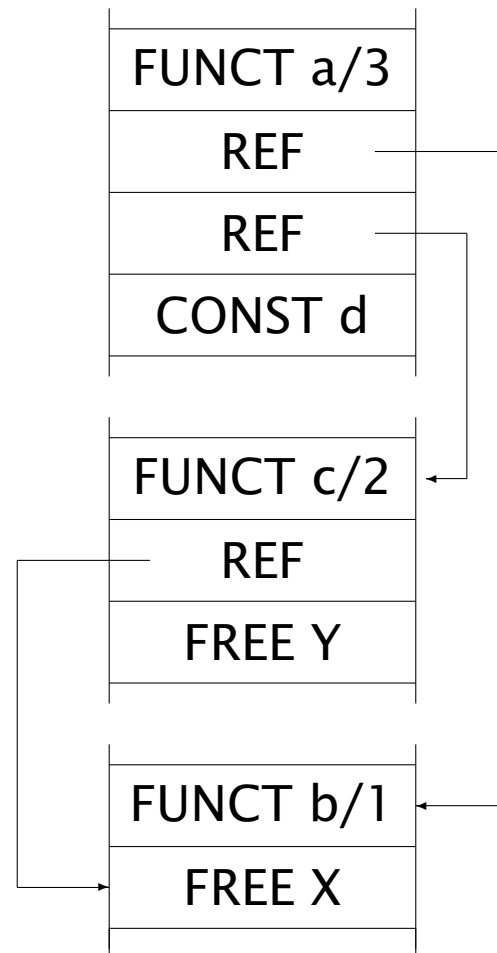 FUNCT a/3
REF
REF
CONST d
FUNCT c/2
REF
FREE Y
FUNCT b/1
FREE X